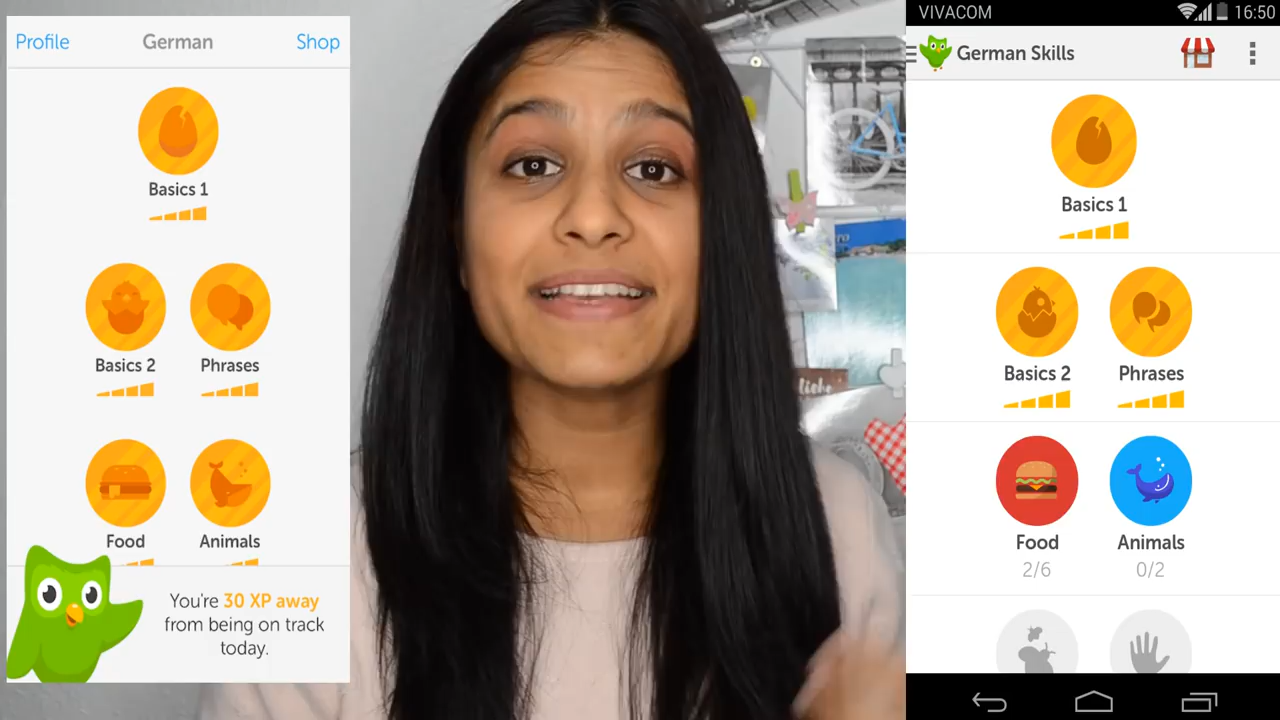 Profile German Shop
Basics 1
Basics 2 Phrases
Food Animals
You're 30 XP away
from being on track
today.
liebe
VIVACOM 16:50
German Skills
Basics 1
Basics 2 Phrases
Food Animals
2/6 0/2